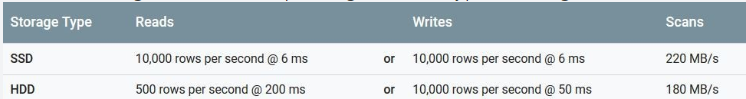 Storage Type Reads Writes Scans
SSD 10,000 rows per second @ 6 ms or 10,000 rows per second @ 6 ms 220 MB/s
HDD 500 rows per second @ 200 ms or 10,000 rows per second @ 50 ms 180 MB/s